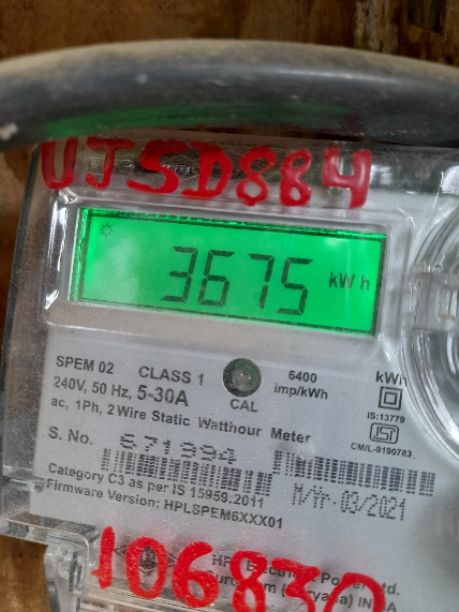 UJSD884
3675 kWh
SPEM 02 CLASS 1 6400 imp/kWh kWh
240V, 50 Hz, 5-30A CAL
IS:13779
ac, 1Ph, 2 Wire Static Watthour Meter
CM/L-9190783
S. No. 671994
M/Yr 03/2021
Category C3 as per IS 15959.2011
Firmware Version: HPLSPEM6XXX01
106830